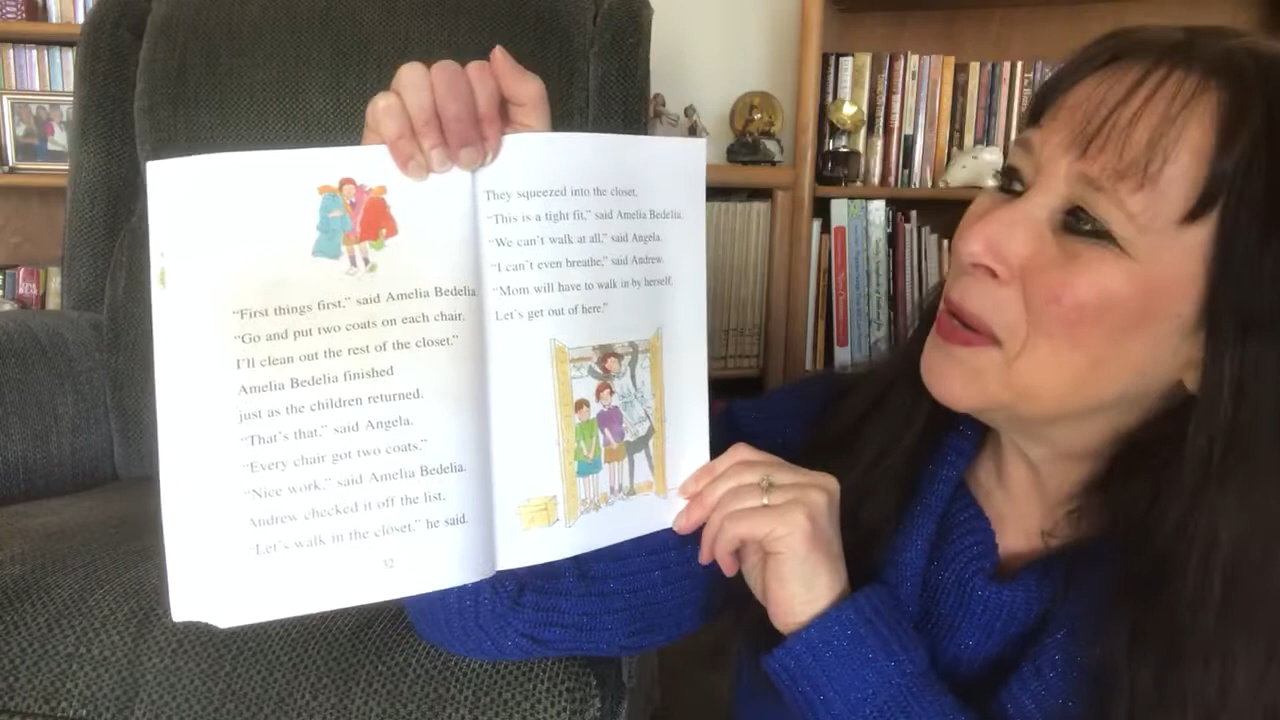 "First things first," said Amelia Bedelia.
"Go and put two coats on each chair.
I'll clean out the rest of the closet."
Amelia Bedelia finished
just as the children returned.
"That's that," said Angela.
"Every chair got two coats."
"Nice work," said Amelia Bedelia.
Andrew checked it off the list.
"Let's walk in the closet," he said.
32
They squeezed into the closet.
"This is a tight fit," said Amelia Bedelia.
"We can't walk at all," said Angela.
"I can't even breathe," said Andrew.
"Mom will have to walk in by herself.
Let's get out of here."